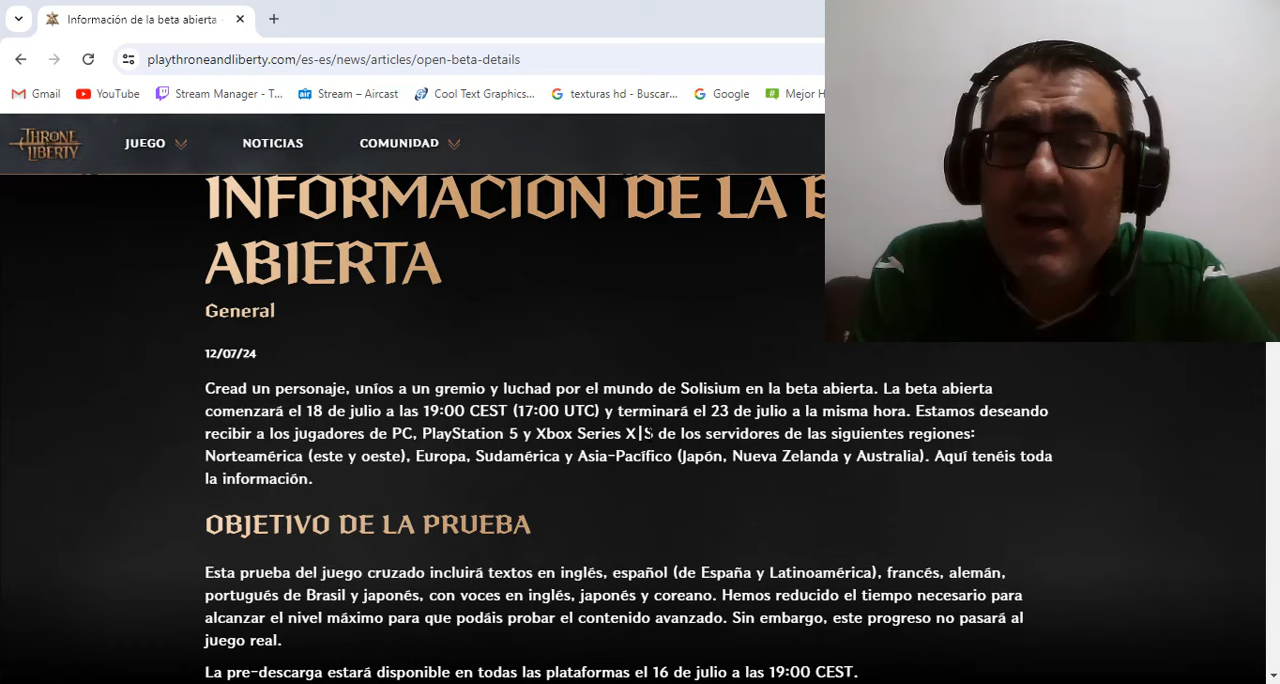 Información de la beta abierta
playthroneandliberty.com/es-es/news/articles/open-beta-details
Gmail YouTube Stream Manager - T... Stream – Aircast Cool Text Graphics... texturas hd - Buscar... Google Mejor H
THRONE LIBERTY JUEGO NOTICIAS COMUNIDAD
INFORMACION DE LA B
ABIERTA
General
12/07/24
Cread un personaje, uníos a un gremio y luchad por el mundo de Solisium en la beta abierta. La beta abierta
comenzará el 18 de julio a las 19:00 CEST (17:00 UTC) y terminará el 23 de julio a la misma hora. Estamos deseando
recibir a los jugadores de PC, PlayStation 5 y Xbox Series X|S de los servidores de las siguientes regiones:
Norteamérica (este y oeste), Europa, Sudamérica y Asia-Pacífico (Japón, Nueva Zelanda y Australia). Aquí tenéis toda
la información.
OBJETIVO DE LA PRUEBA
Esta prueba del juego cruzado incluirá textos en inglés, español (de España y Latinoamérica), francés, alemán,
portugués de Brasil y japonés, con voces en inglés, japonés y coreano. Hemos reducido el tiempo necesario para
alcanzar el nivel máximo para que podáis probar el contenido avanzado. Sin embargo, este progreso no pasará al
juego real.
La pre-descarga estará disponible en todas las plataformas el 16 de julio a las 19:00 CEST.